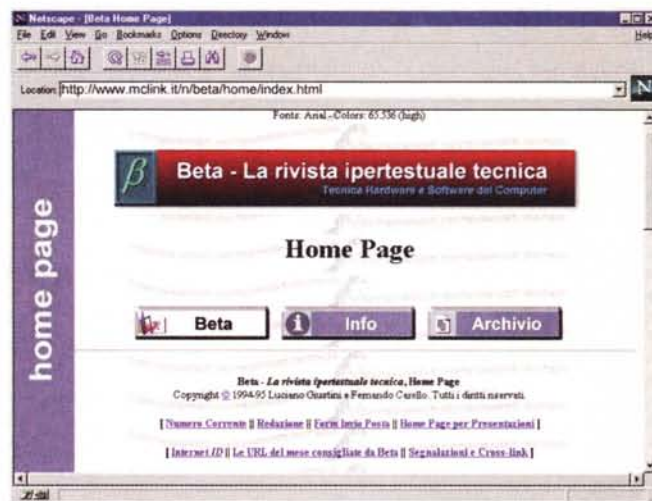 Netscape - [Beta Home Page]
File Edit View Go Bookmarks Options Directory Window Help
Location: http://www.mclink.it/n/beta/home/index.html
N
Fonts: Arial - Colors: 65.536 (high)
home page
β
Beta - La rivista ipertestuale tecnica
Tecnica Hardware e Software del Computer
Home Page
Beta
Info
Archivio
Beta - La rivista ipertestuale tecnica, Home Page
Copyright © 1994-95 Luciano Giustini e Fernando Carello. Tutti i diritti riservati.
[ Numero Corrente || Redazione || Form Invio Posta || Home Page per Presentazioni ]
[ Internet ID || Le URL del mese consigliate da Beta || Segnalazioni e Cross-link ]